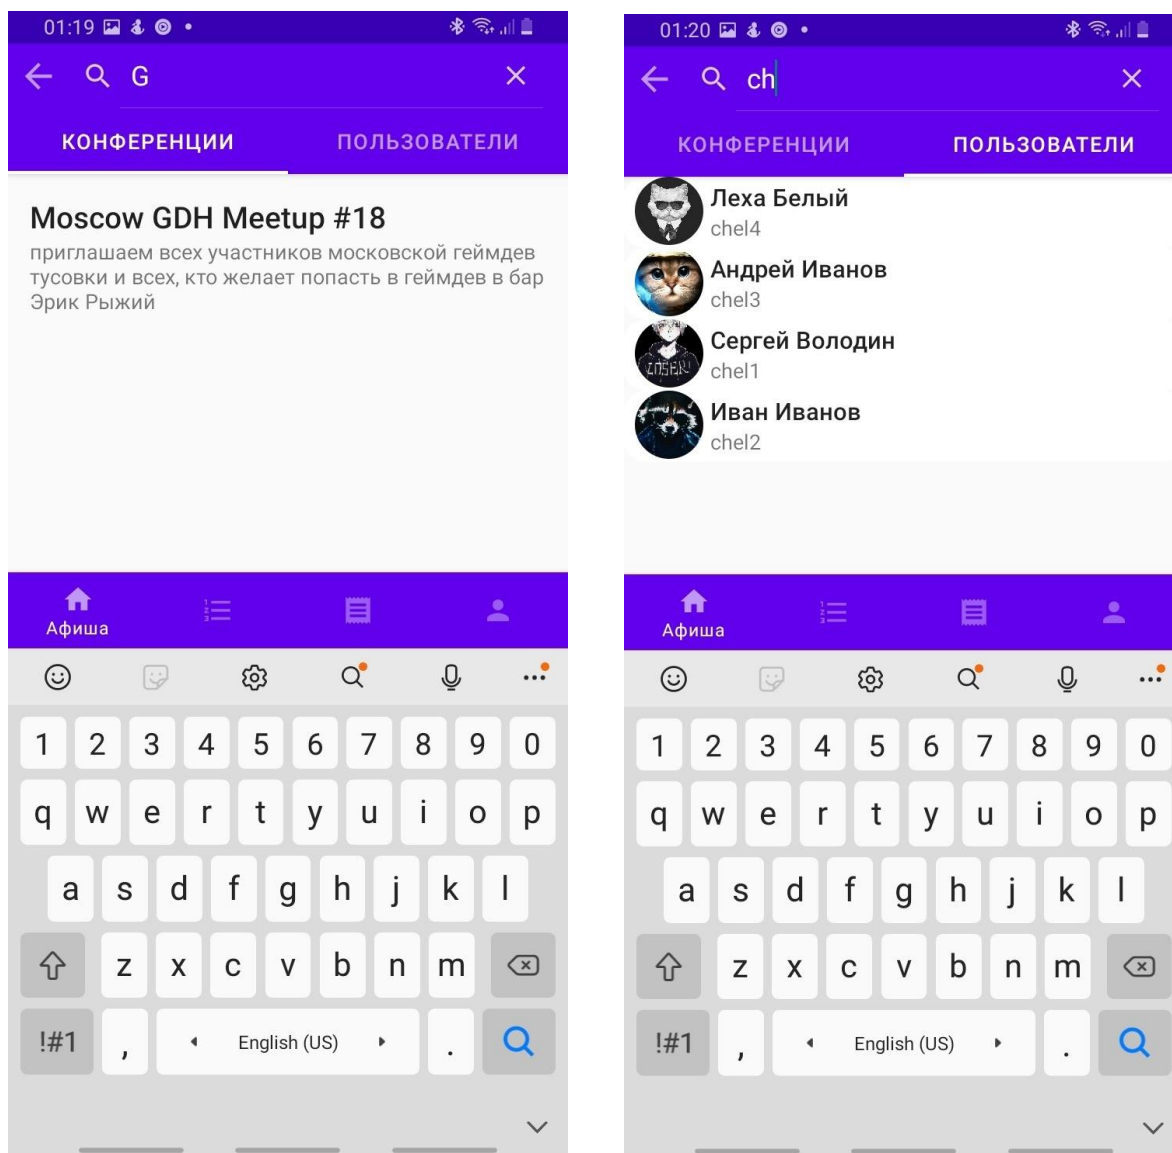 01:19
G
КОНФЕРЕНЦИИ ПОЛЬЗОВАТЕЛИ
Moscow GDH Meetup #18
приглашаем всех участников московской геймдев
тусовки и всех, кто желает попасть в геймдев в бар
Эрик Рыжий
Афиша
1 2 3 4 5 6 7 8 9 0
q w e r t y u i o p
a s d f g h j k l
z x c v b n m
!#1 , English (US) .
01:20
ch
КОНФЕРЕНЦИИ ПОЛЬЗОВАТЕЛИ
Леха Белый
chel4
Андрей Иванов
chel3
LOSER!
Сергей Володин
chel1
Иван Иванов
chel2
Афиша
1 2 3 4 5 6 7 8 9 0
q w e r t y u i o p
a s d f g h j k l
z x c v b n m
!#1 , English (US) .